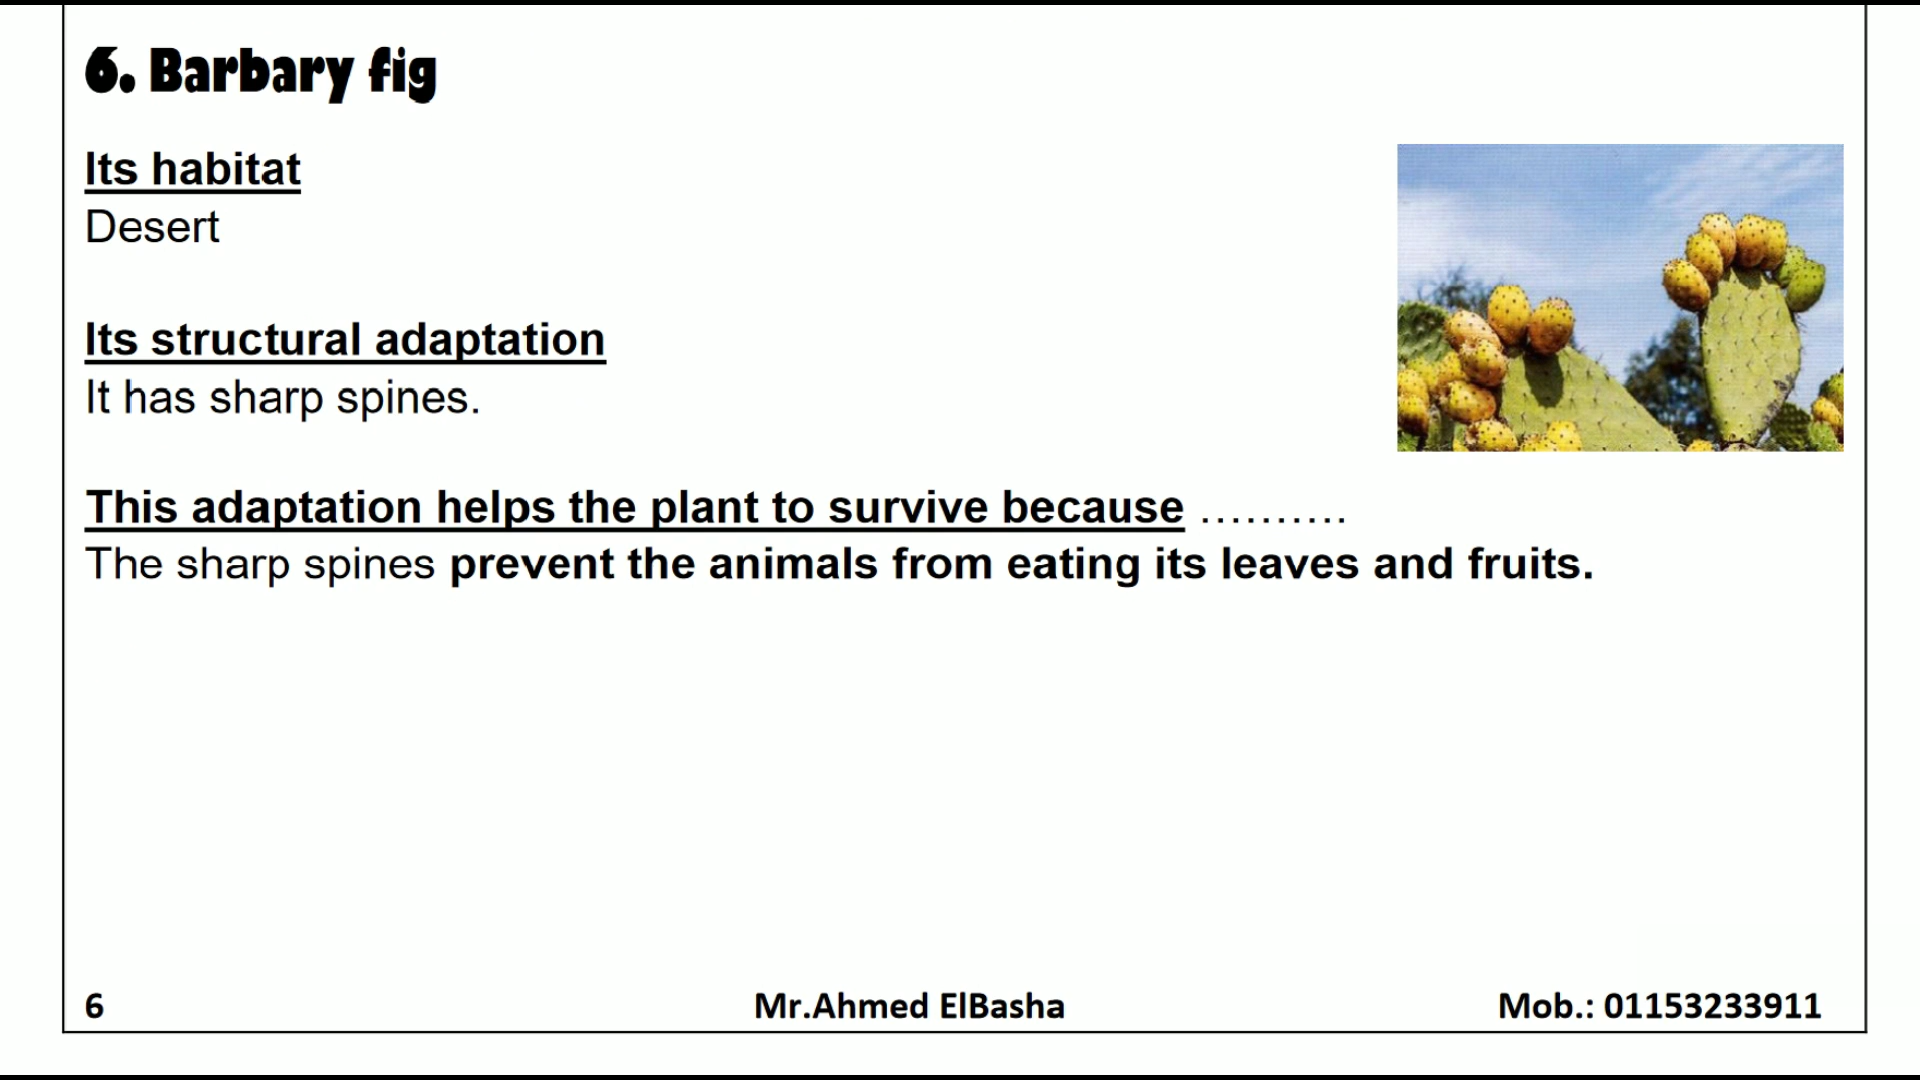 6. Barbary fig
Its habitat
Desert
Its structural adaptation
It has sharp spines.
This adaptation helps the plant to survive because ..........
The sharp spines prevent the animals from eating its leaves and fruits.
6 Mr.Ahmed ElBasha Mob.: 01153233911